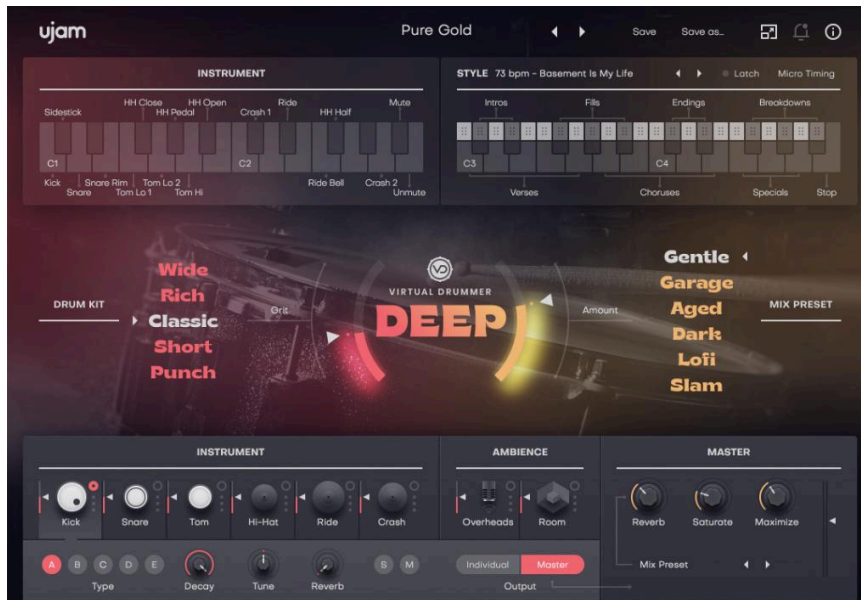 ujam
Pure Gold
Save Save as...
INSTRUMENT
Sidestick HH Close HH Pedal HH Open Crash 1 Ride HH Half Mute
C1 C2
Kick Snare Snare Rim Tom Lo 1 Tom Lo 2 Tom Hi Ride Bell Crash 2 Unmute
STYLE 73 bpm - Basement Is My Life Latch Micro Timing
Intros Fills Endings Breakdowns
C3 C4
Verses Choruses Specials Stop
DRUM KIT
Wide
Rich
Classic
Short
Punch
Grit
VD
VIRTUAL DRUMMER
DEEP
Amount
Gentle
Garage
Aged
Dark
Lofi
Slam
MIX PRESET
INSTRUMENT
Kick Snare Tom Hi-Hat Ride Crash
A B C D E
Type Decay Tune Reverb
S M
AMBIENCE
Overheads Room
Individual Master
Output
MASTER
Reverb Saturate Maximize
Mix Preset